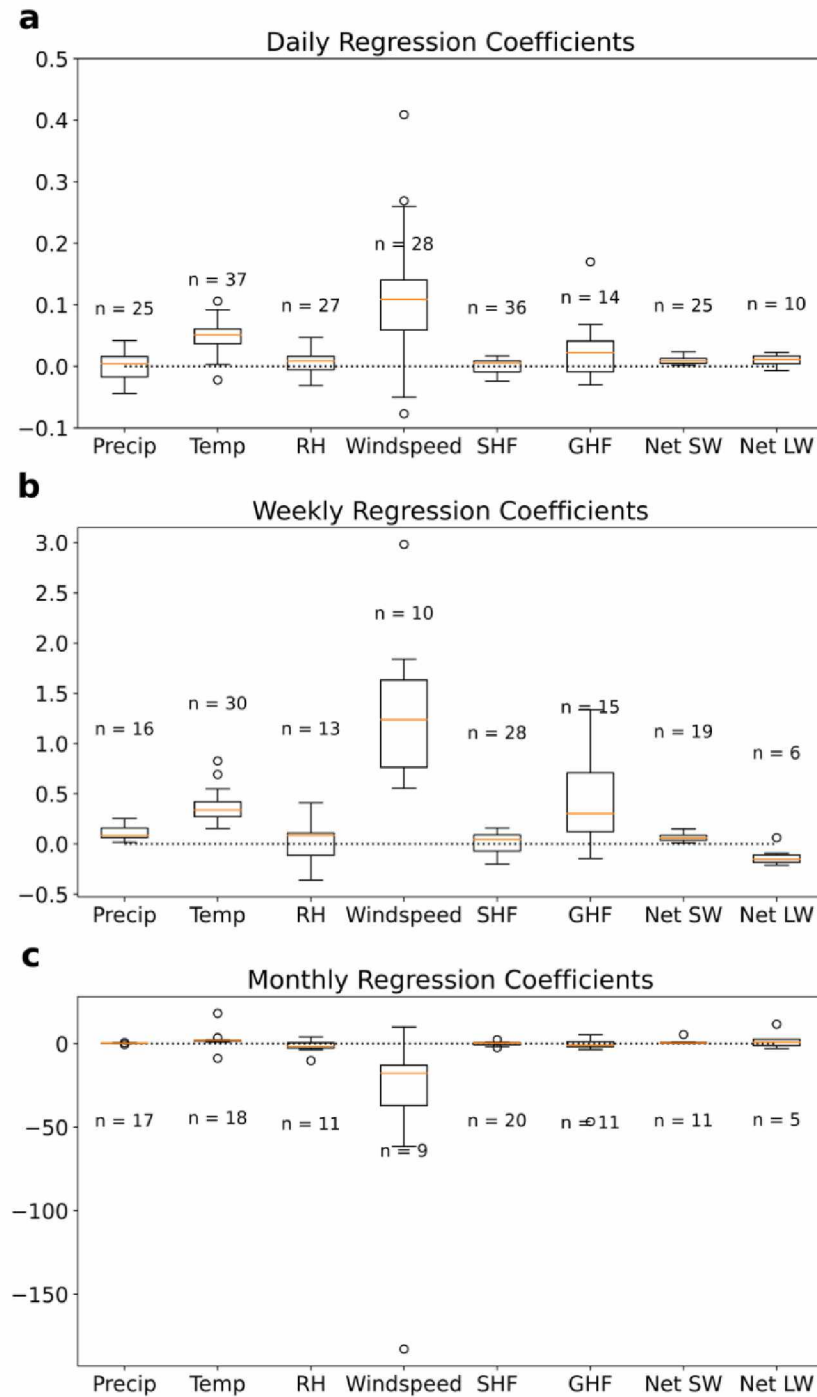 a
Daily Regression Coefficients
0.5
0.4
0.3
0.2
0.1
0.0
−0.1
n = 25
n = 37
n = 27
n = 28
n = 36
n = 14
n = 25
n = 10
Precip Temp RH Windspeed SHF GHF Net SW Net LW
b
Weekly Regression Coefficients
3.0
2.5
2.0
1.5
1.0
0.5
0.0
−0.5
n = 16
n = 30
n = 13
n = 10
n = 28
n = 15
n = 19
n = 6
Precip Temp RH Windspeed SHF GHF Net SW Net LW
c
Monthly Regression Coefficients
0
−50
−100
−150
n = 17
n = 18
n = 11
n = 9
n = 20
n = 11
n = 11
n = 5
Precip Temp RH Windspeed SHF GHF Net SW Net LW